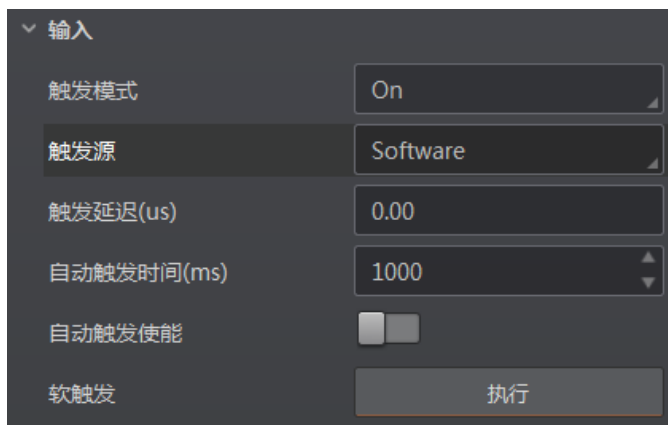 输入
触发模式 On
触发源 Software
触发延迟(us) 0.00
自动触发时间(ms) 1000
自动触发使能
软触发 执行